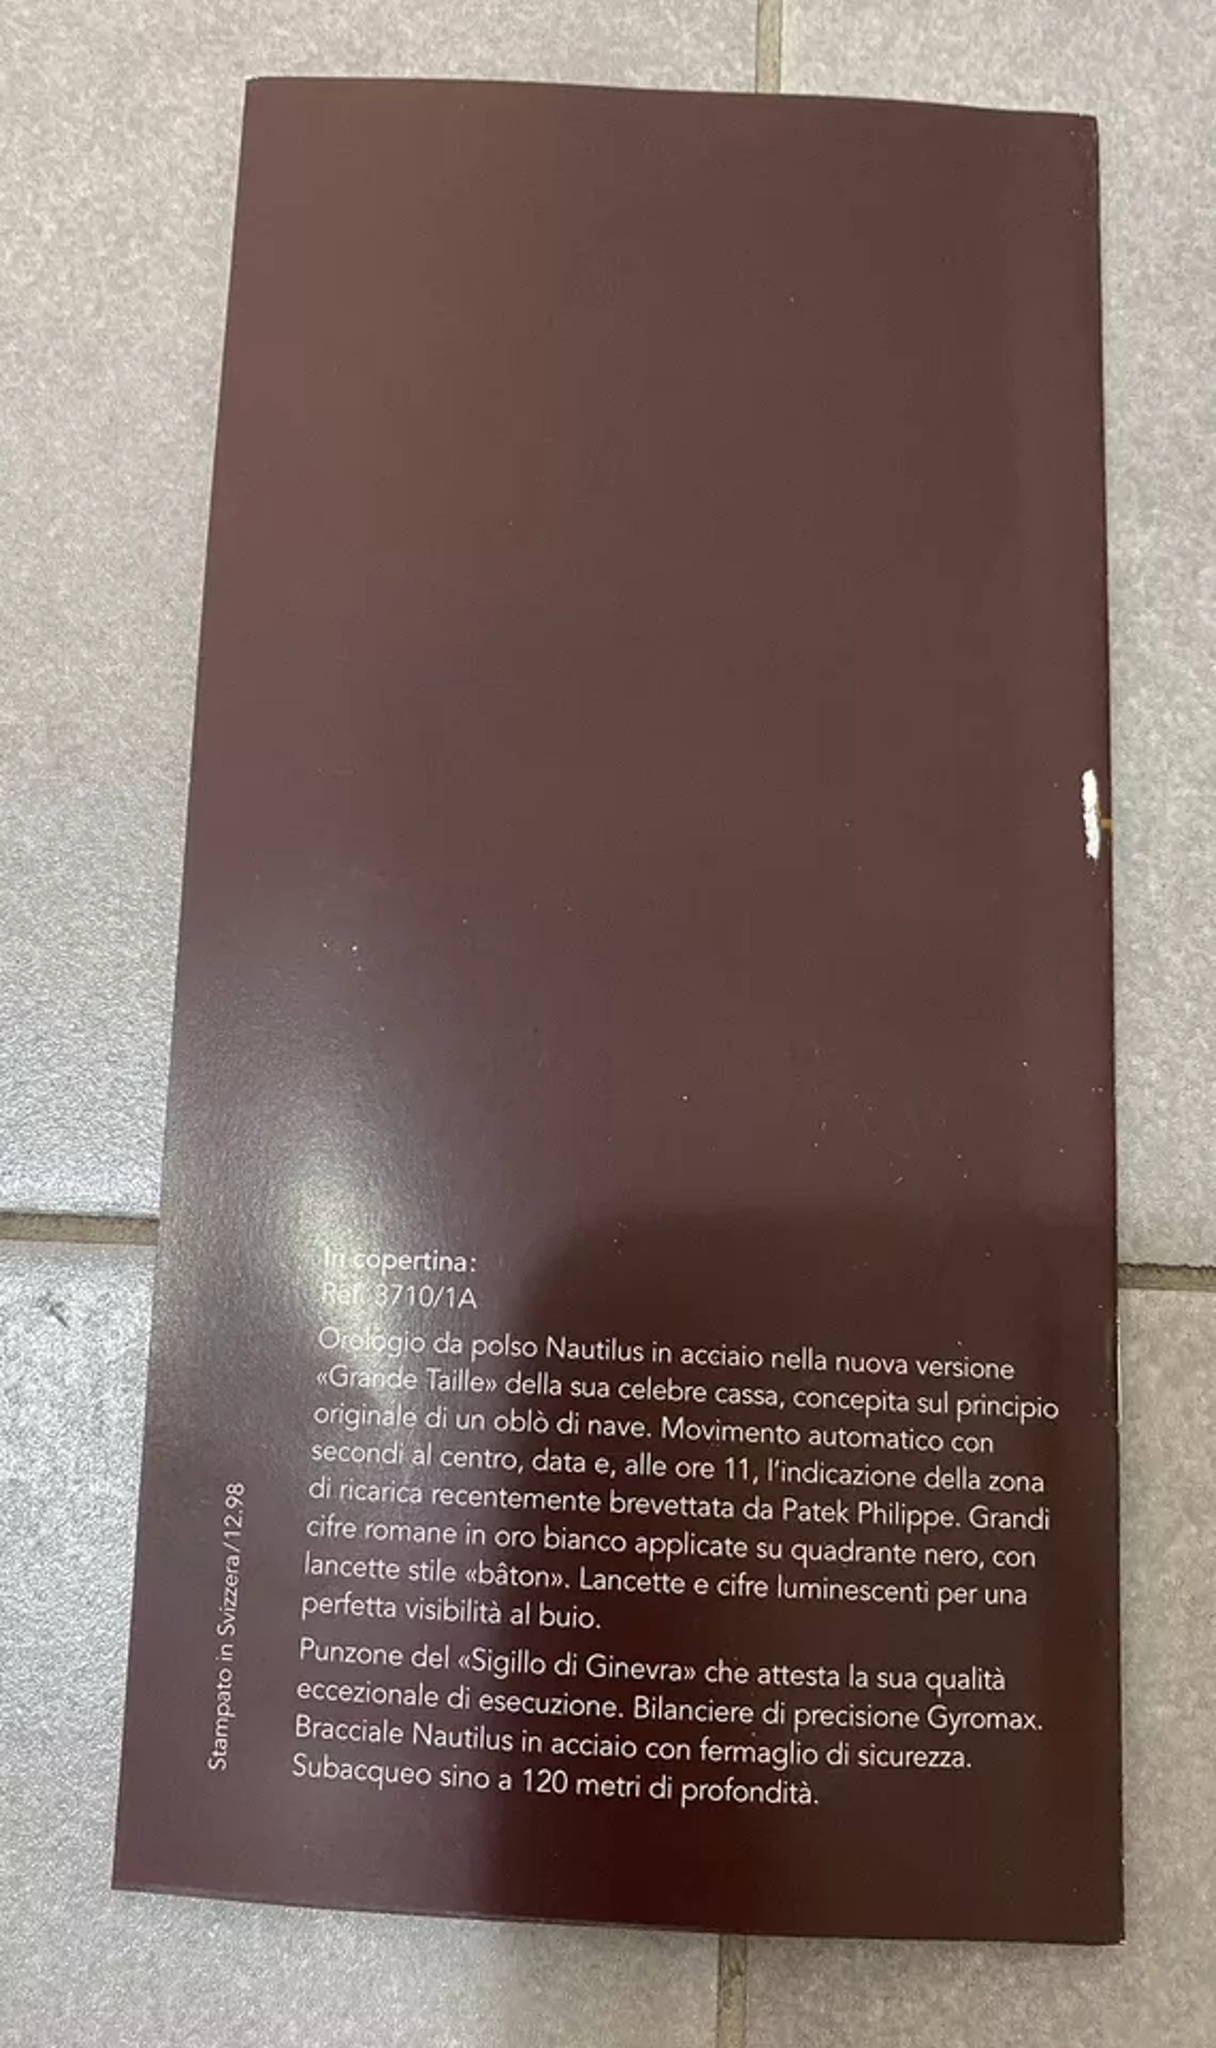 In copertina:
Ref. 3710/1A
Orologio da polso Nautilus in acciaio nella nuova versione
«Grande Taille» della sua celebre cassa, concepita sul principio
originale di un oblò di nave. Movimento automatico con
secondi al centro, data e, alle ore 11, l'indicazione della zona
di ricarica recentemente brevettata da Patek Philippe. Grandi
cifre romane in oro bianco applicate su quadrante nero, con
lancette stile «bâton». Lancette e cifre luminescenti per una
perfetta visibilità al buio.
Punzone del «Sigillo di Ginevra» che attesta la sua qualità
eccezionale di esecuzione. Bilanciere di precisione Gyromax.
Bracciale Nautilus in acciaio con fermaglio di sicurezza.
Subacqueo sino a 120 metri di profondità.
Stampato in Svizzera/12.98